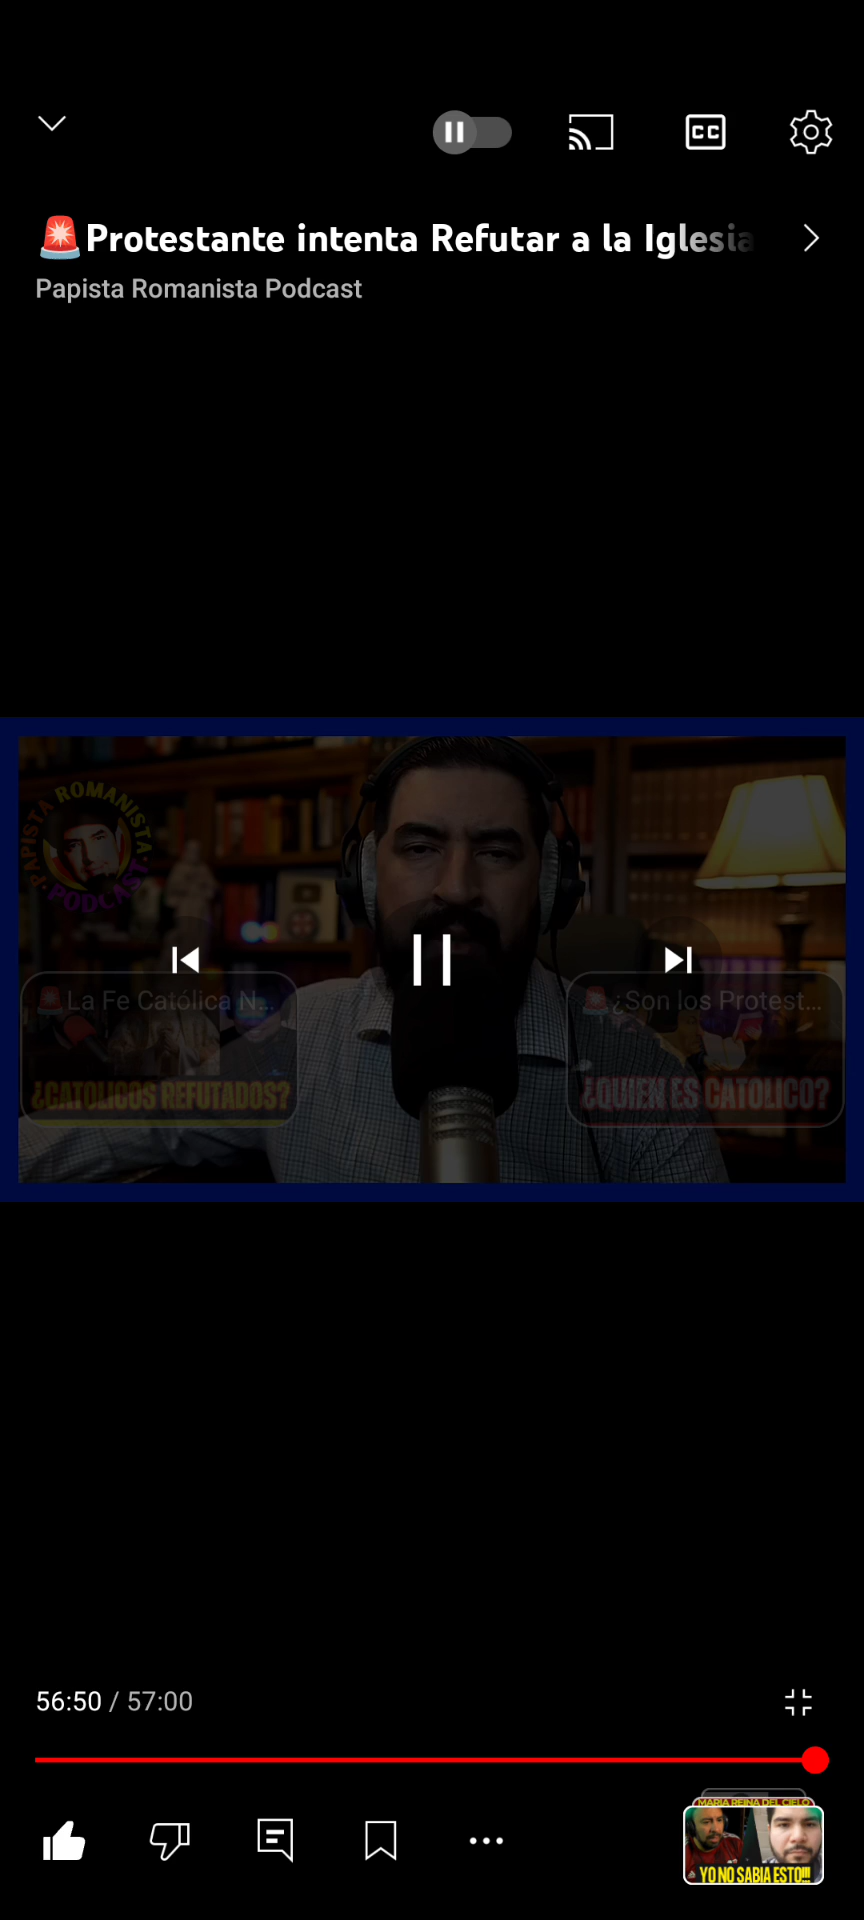 🚨Protestante intenta Refutar a la Iglesia
Papista Romanista Podcast
PAPISTA ROMANISTA
PODCAST
🚨La Fe Católica N...
¿CATOLICOS REFUTADOS?
🚨¿Son los Protest...
¿QUIEN ES CATOLICO?
56:50 / 57:00
MARIA REINA DEL CIELO
YO NO SABIA ESTO!!!